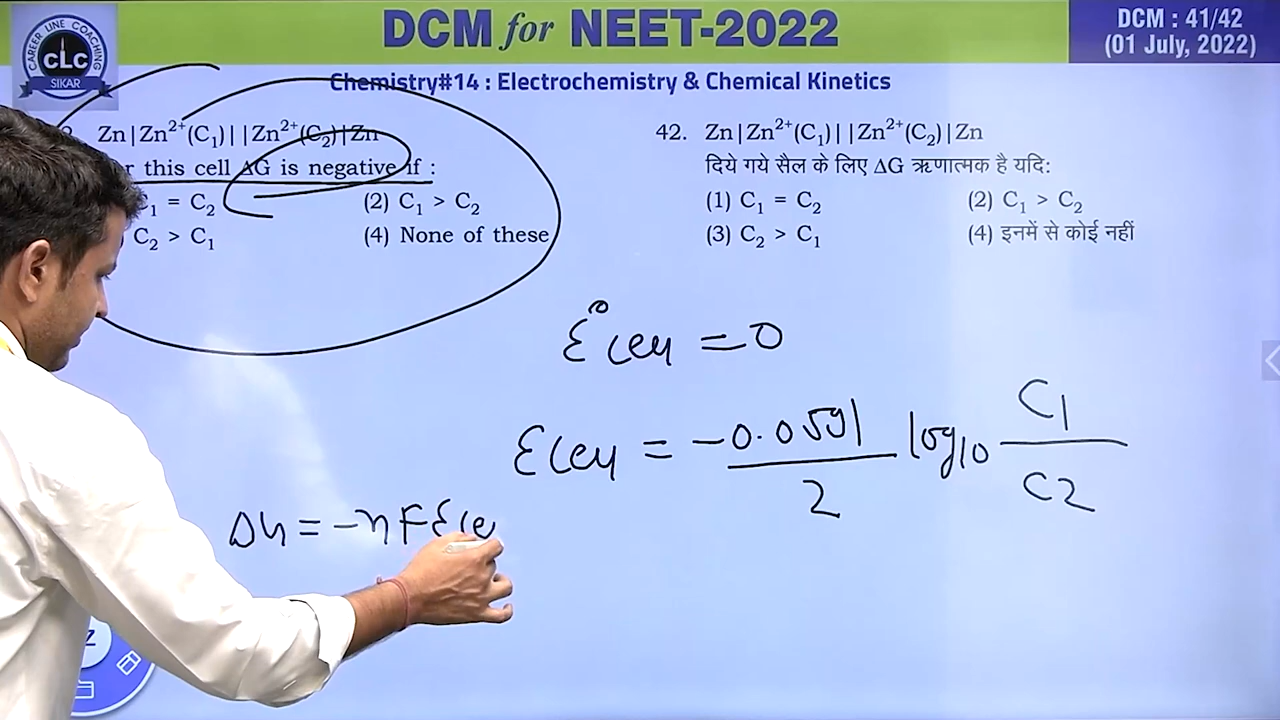 DCM for NEET-2022
DCM : 41/42
(01 July, 2022)
CAREER LINE COACHING
CLC
SIKAR
Chemistry#14 : Electrochemistry & Chemical Kinetics
Zn|Zn²⁺(C₁)||Zn²⁺(C₂)|Zn
this cell ΔG is negative if :
= C₂
(2) C₁ > C₂
C₂ > C₁
(4) None of these
42. Zn|Zn²⁺(C₁)||Zn²⁺(C₂)|Zn
दिये गये सैल के लिए ΔG ऋणात्मक है यदि:
(1) C₁ = C₂
(2) C₁ > C₂
(3) C₂ > C₁
(4) इनमें से कोई नहीं
E°cell = 0
Ecell = -0.0591/2 log₁₀ C₁/C2
ΔG = -nFEce